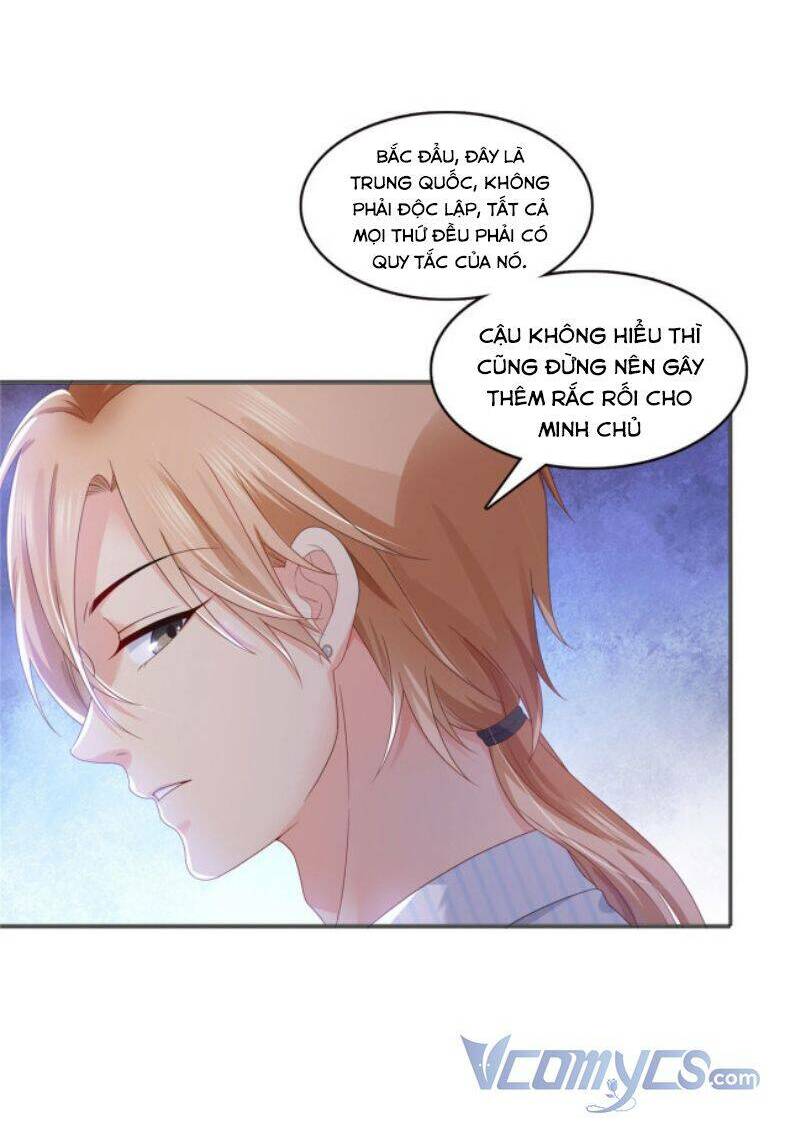 BẮC ĐẨU, ĐÂY LÀ
TRUNG QUỐC, KHÔNG
PHẢI ĐỘC LẬP, TẤT CẢ
MỌI THỨ ĐỀU PHẢI CÓ
QUY TẮC CỦA NÓ.
CẬU KHÔNG HIỂU THÌ
CŨNG ĐỪNG NÊN GÂY
THÊM RẮC RỐI CHO
MINH CHỦ
VCOMYCS.com